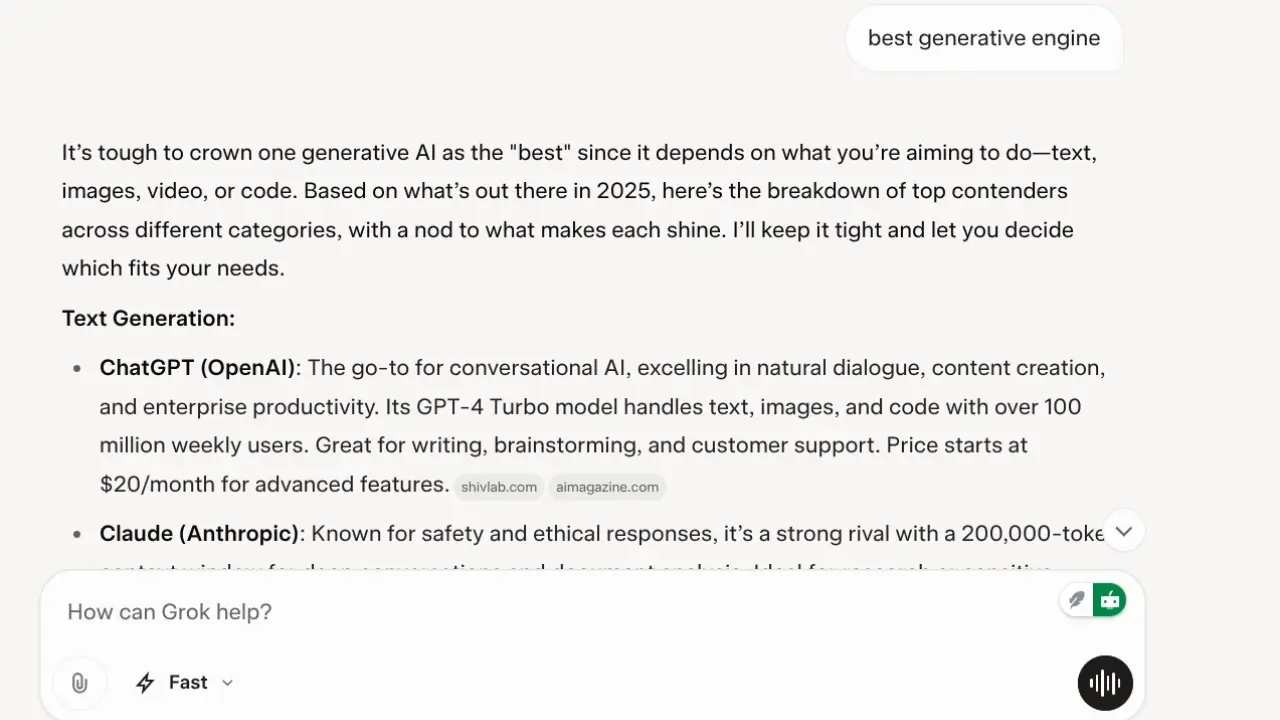 best generative engine
It’s tough to crown one generative AI as the "best" since it depends on what you’re aiming to do—text,
images, video, or code. Based on what’s out there in 2025, here’s the breakdown of top contenders
across different categories, with a nod to what makes each shine. I’ll keep it tight and let you decide
which fits your needs.
Text Generation:
• ChatGPT (OpenAI): The go-to for conversational AI, excelling in natural dialogue, content creation,
and enterprise productivity. Its GPT-4 Turbo model handles text, images, and code with over 100
million weekly users. Great for writing, brainstorming, and customer support. Price starts at
$20/month for advanced features. shivlab.com aimagazine.com
• Claude (Anthropic): Known for safety and ethical responses, it’s a strong rival with a 200,000-toke
How can Grok help?
Fast